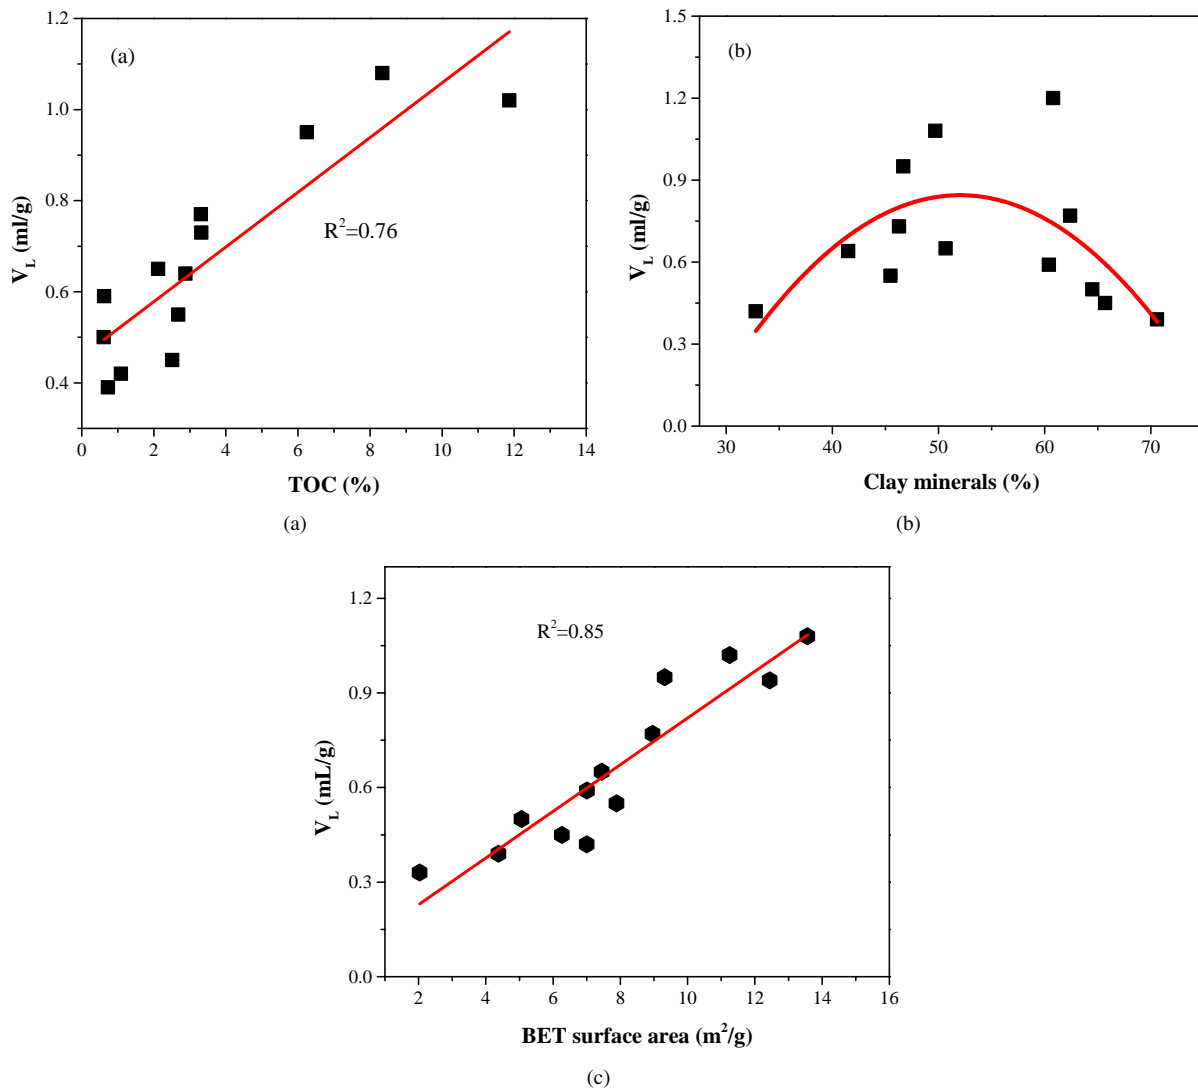 (a)
1.2
1.0
0.8
0.6
0.4
V_L (ml/g)
R²=0.76
0 2 4 6 8 10 12 14
TOC (%)
(a)
(b)
1.5
1.2
0.9
0.6
0.3
0.0
V_L (ml/g)
30 40 50 60 70
Clay minerals (%)
(b)
1.2
0.9
0.6
0.3
0.0
V_L (mL/g)
R²=0.85
2 4 6 8 10 12 14 16
BET surface area (m²/g)
(c)